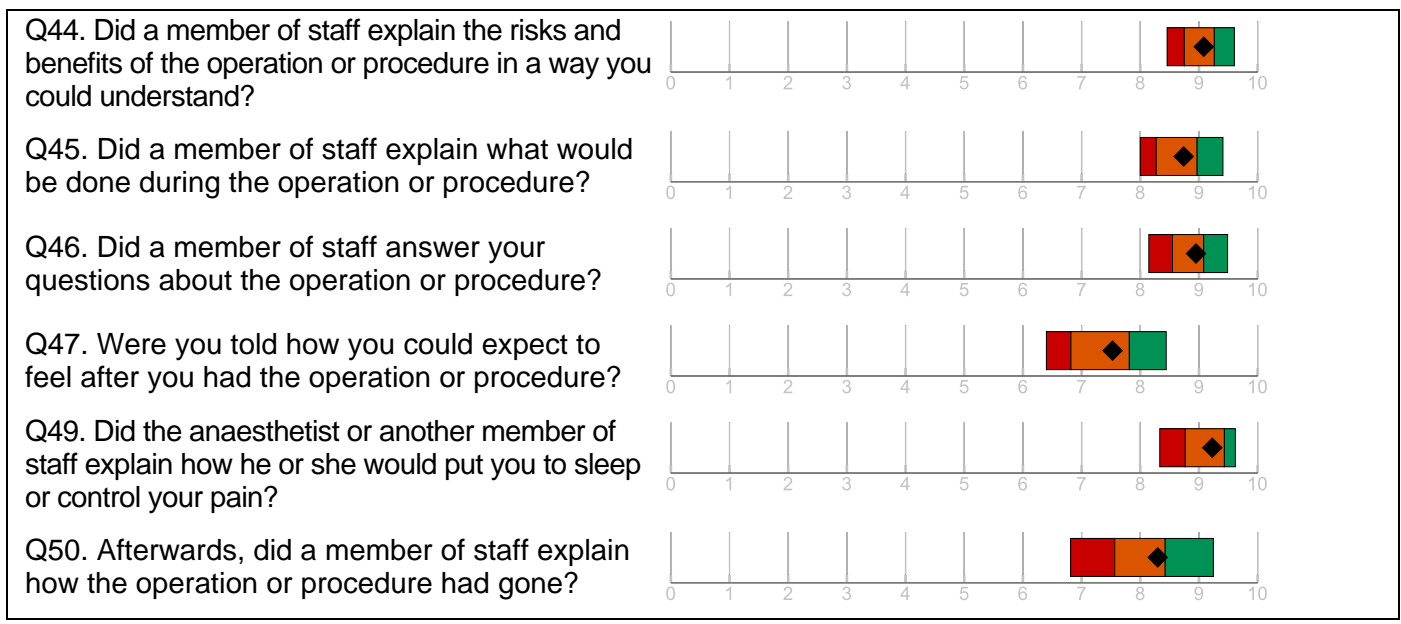 Q44. Did a member of staff explain the risks and
benefits of the operation or procedure in a way you
could understand?
0 1 2 3 4 5 6 7 8 9 10
Q45. Did a member of staff explain what would
be done during the operation or procedure?
0 1 2 3 4 5 6 7 8 9 10
Q46. Did a member of staff answer your
questions about the operation or procedure?
0 1 2 3 4 5 6 7 8 9 10
Q47. Were you told how you could expect to
feel after you had the operation or procedure?
0 1 2 3 4 5 6 7 8 9 10
Q49. Did the anaesthetist or another member of
staff explain how he or she would put you to sleep
or control your pain?
0 1 2 3 4 5 6 7 8 9 10
Q50. Afterwards, did a member of staff explain
how the operation or procedure had gone?
0 1 2 3 4 5 6 7 8 9 10